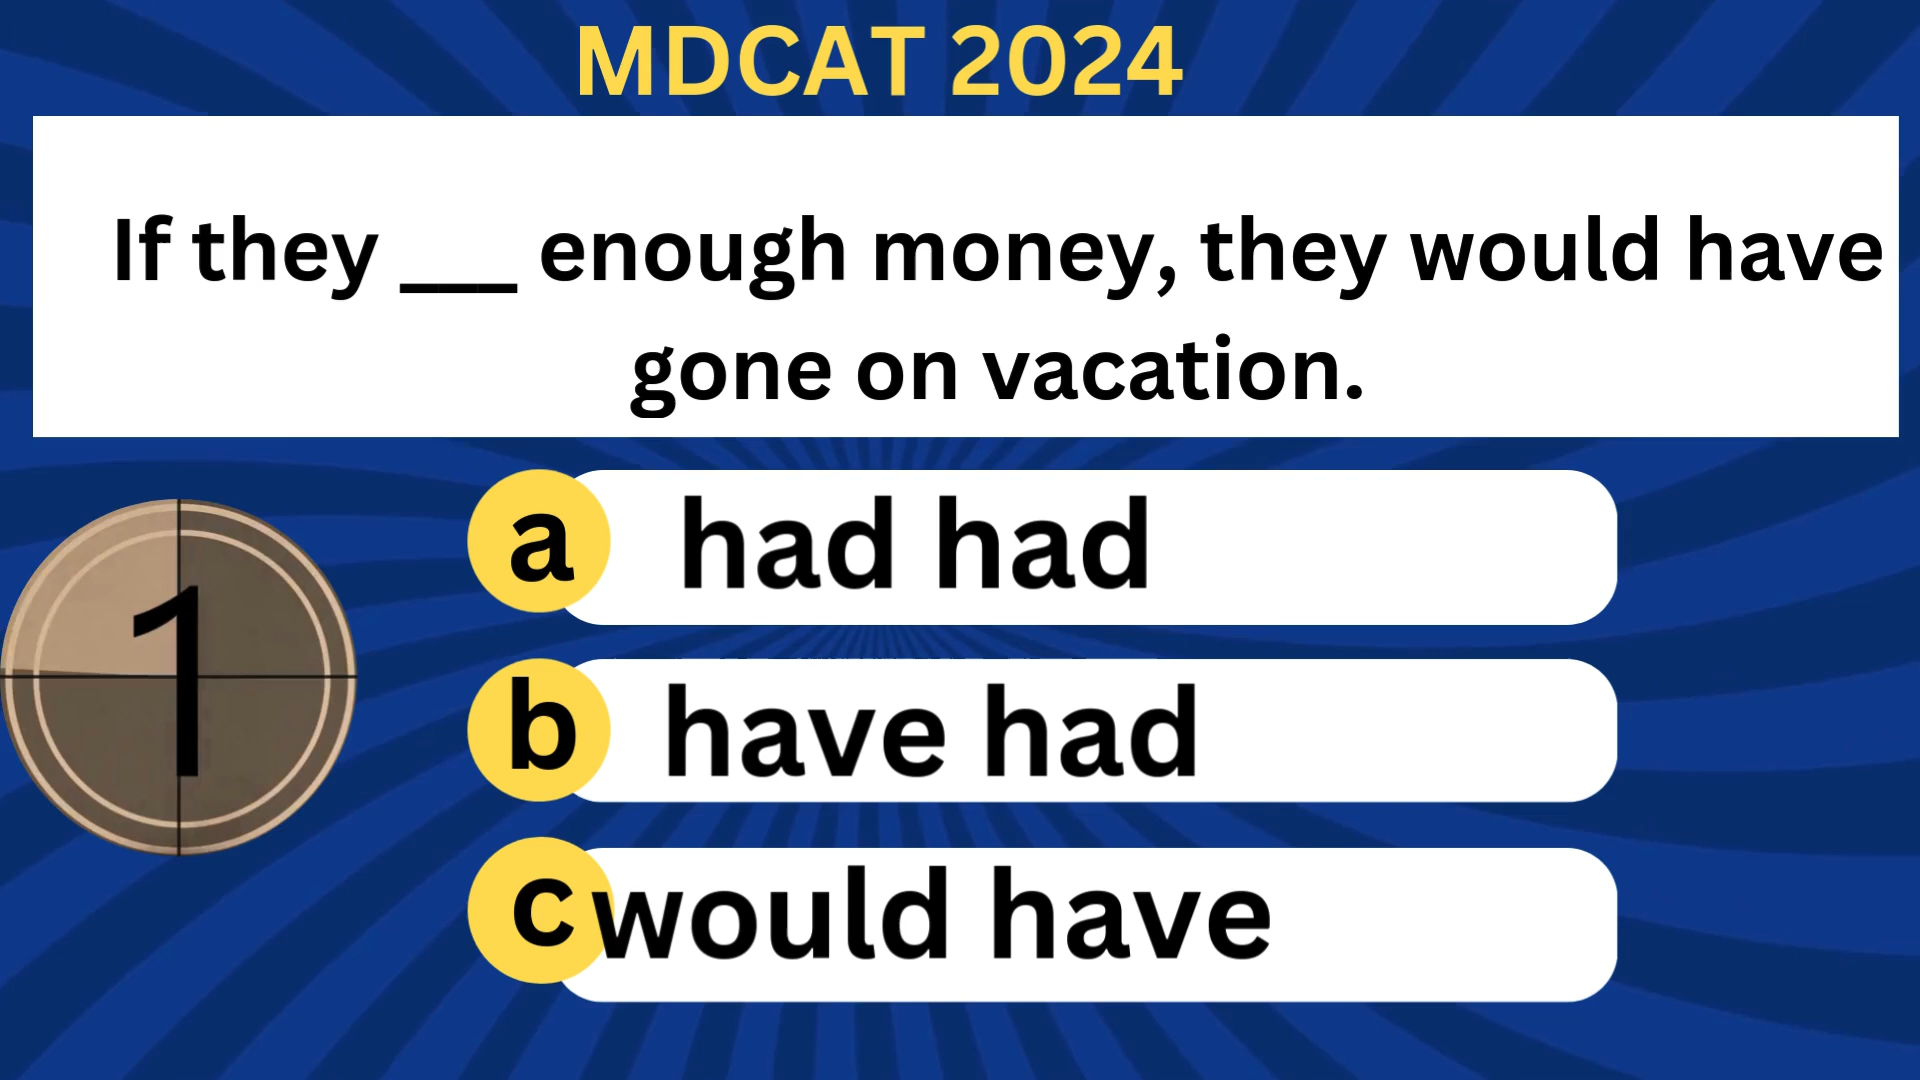 MDCAT 2024
If they ___ enough money, they would have
gone on vacation.
a had had
1
b have had
c would have